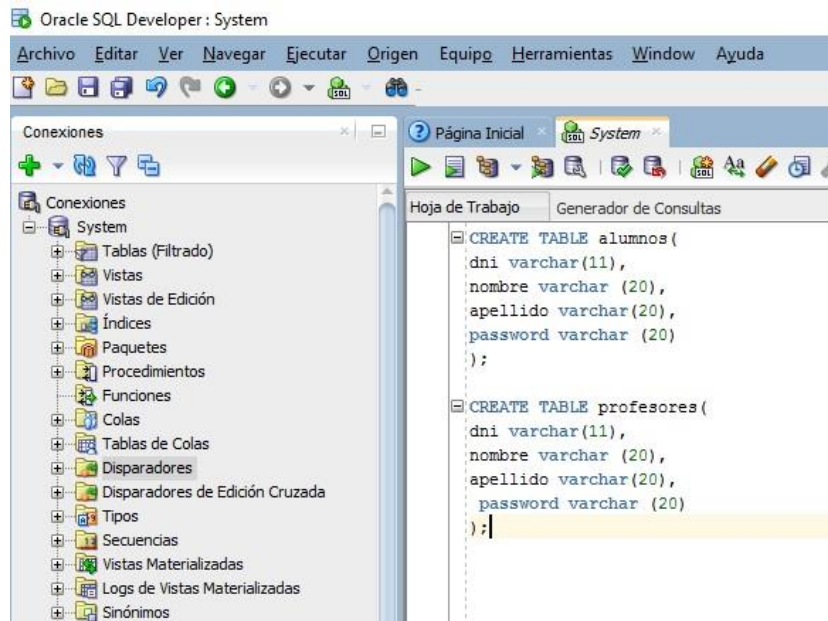 Oracle SQL Developer : System
Archivo Editar Ver Navegar Ejecutar Origen Equipo Herramientas Window Ayuda
Conexiones
Conexiones
System
Tablas (Filtrado)
Vistas
Vistas de Edición
Índices
Paquetes
Procedimientos
Funciones
Colas
Tablas de Colas
Disparadores
Disparadores de Edición Cruzada
Tipos
Secuencias
Vistas Materializadas
Logs de Vistas Materializadas
Sinónimos
Página Inicial System
Hoja de Trabajo Generador de Consultas
CREATE TABLE alumnos(
dni varchar(11),
nombre varchar (20),
apellido varchar(20),
password varchar (20)
);
CREATE TABLE profesores(
dni varchar(11),
nombre varchar (20),
apellido varchar(20),
password varchar (20)
);